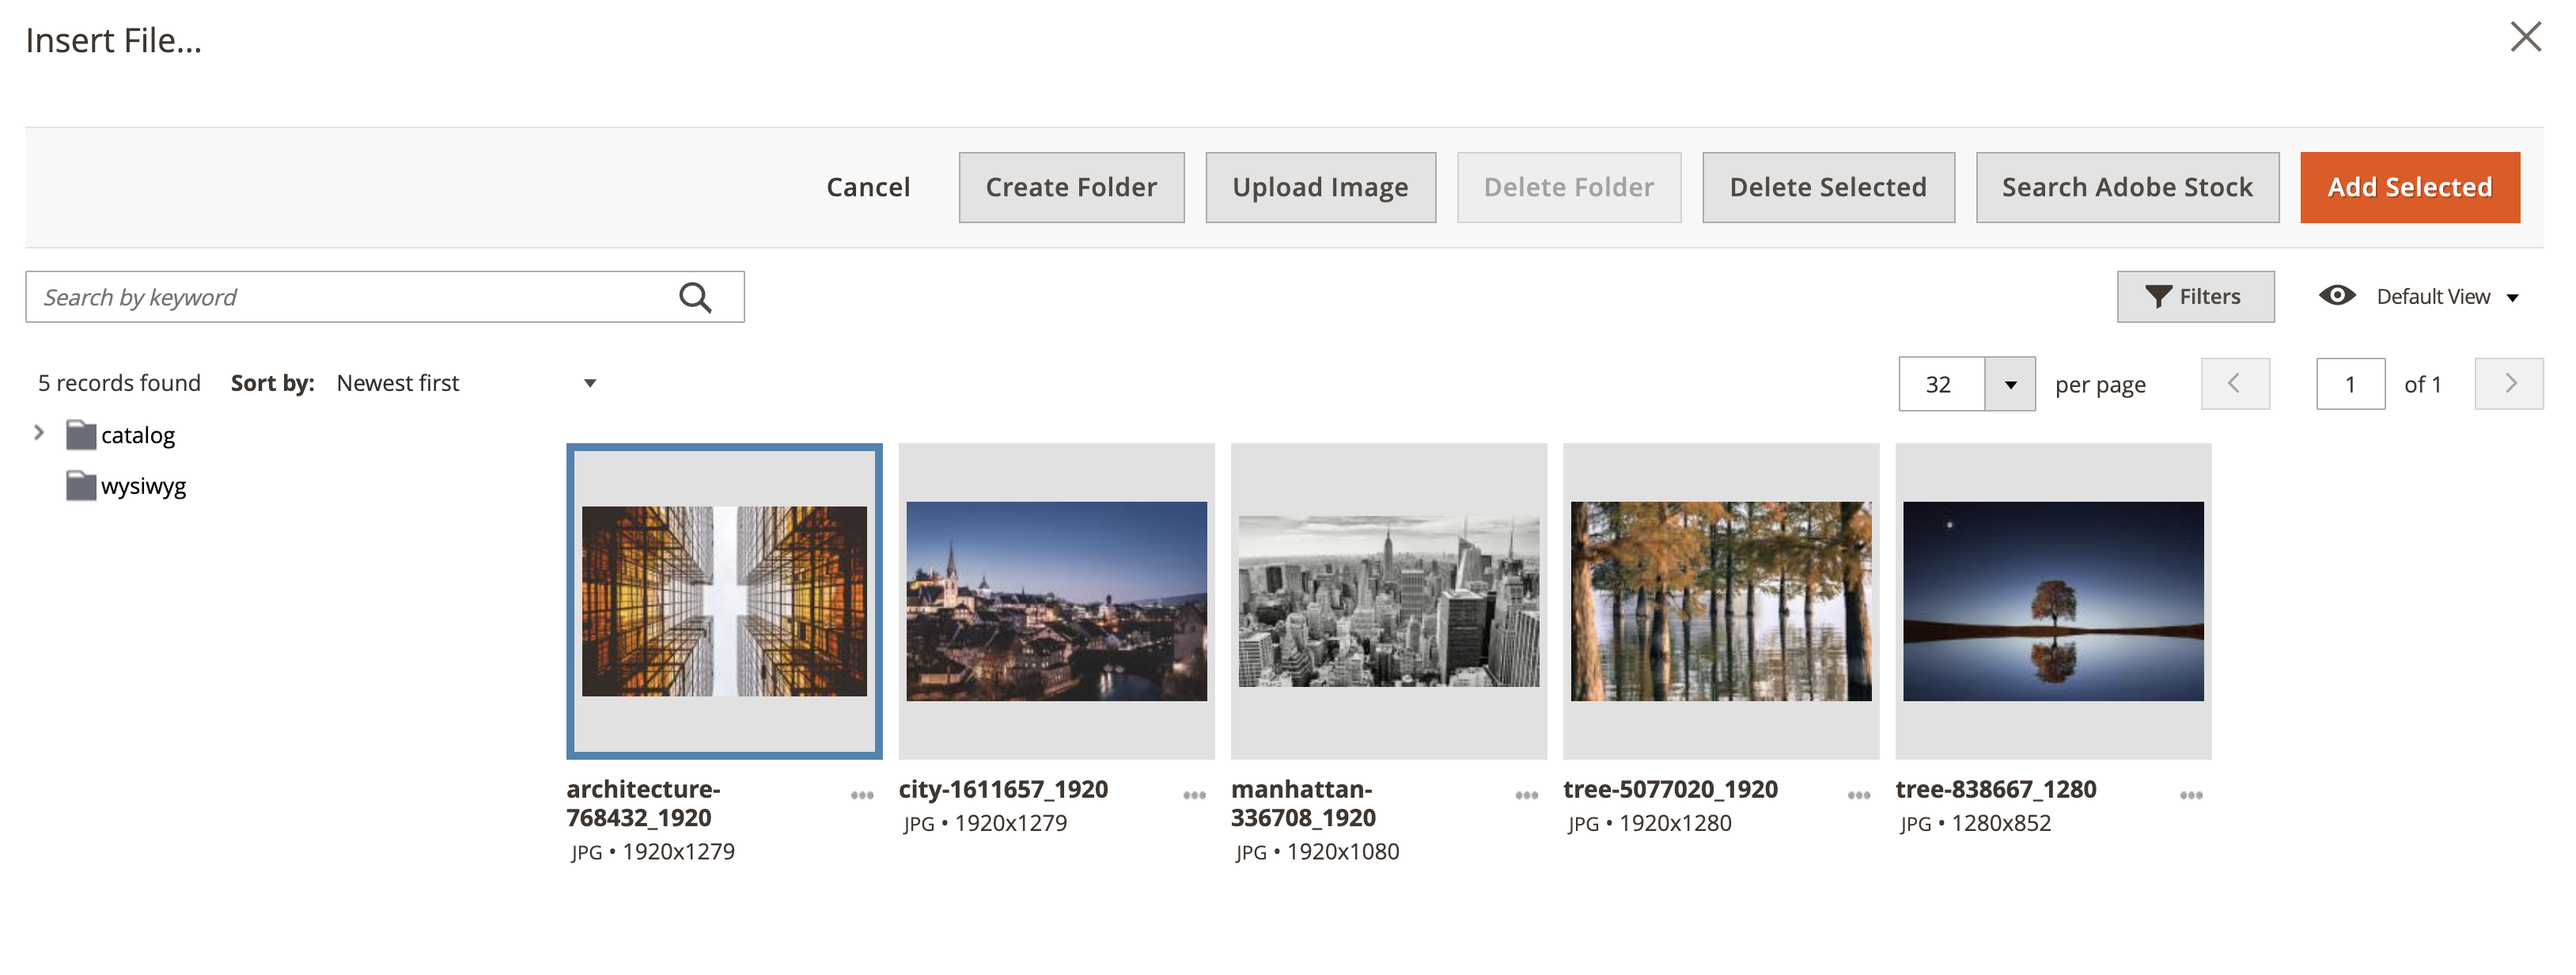 Insert File...
Cancel
Create Folder
Upload Image
Delete Folder
Delete Selected
Search Adobe Stock
Add Selected
Search by keyword
Filters
Default View
5 records found
Sort by:
Newest first
32
per page
1
of 1
catalog
wysiwyg
architecture-
768432_1920
JPG • 1920x1279
city-1611657_1920
JPG • 1920x1279
manhattan-
336708_1920
JPG • 1920x1080
tree-5077020_1920
JPG • 1920x1280
tree-838667_1280
JPG • 1280x852